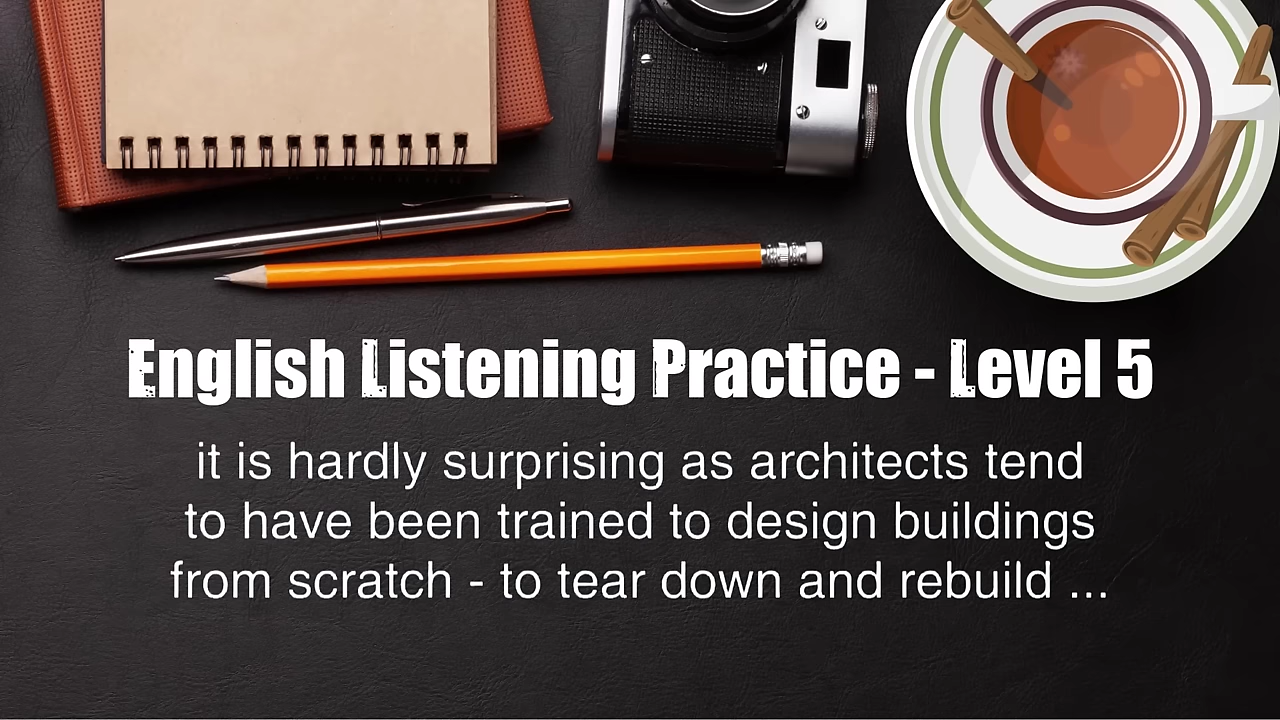 English Listening Practice - Level 5
it is hardly surprising as architects tend
to have been trained to design buildings
from scratch - to tear down and rebuild ...